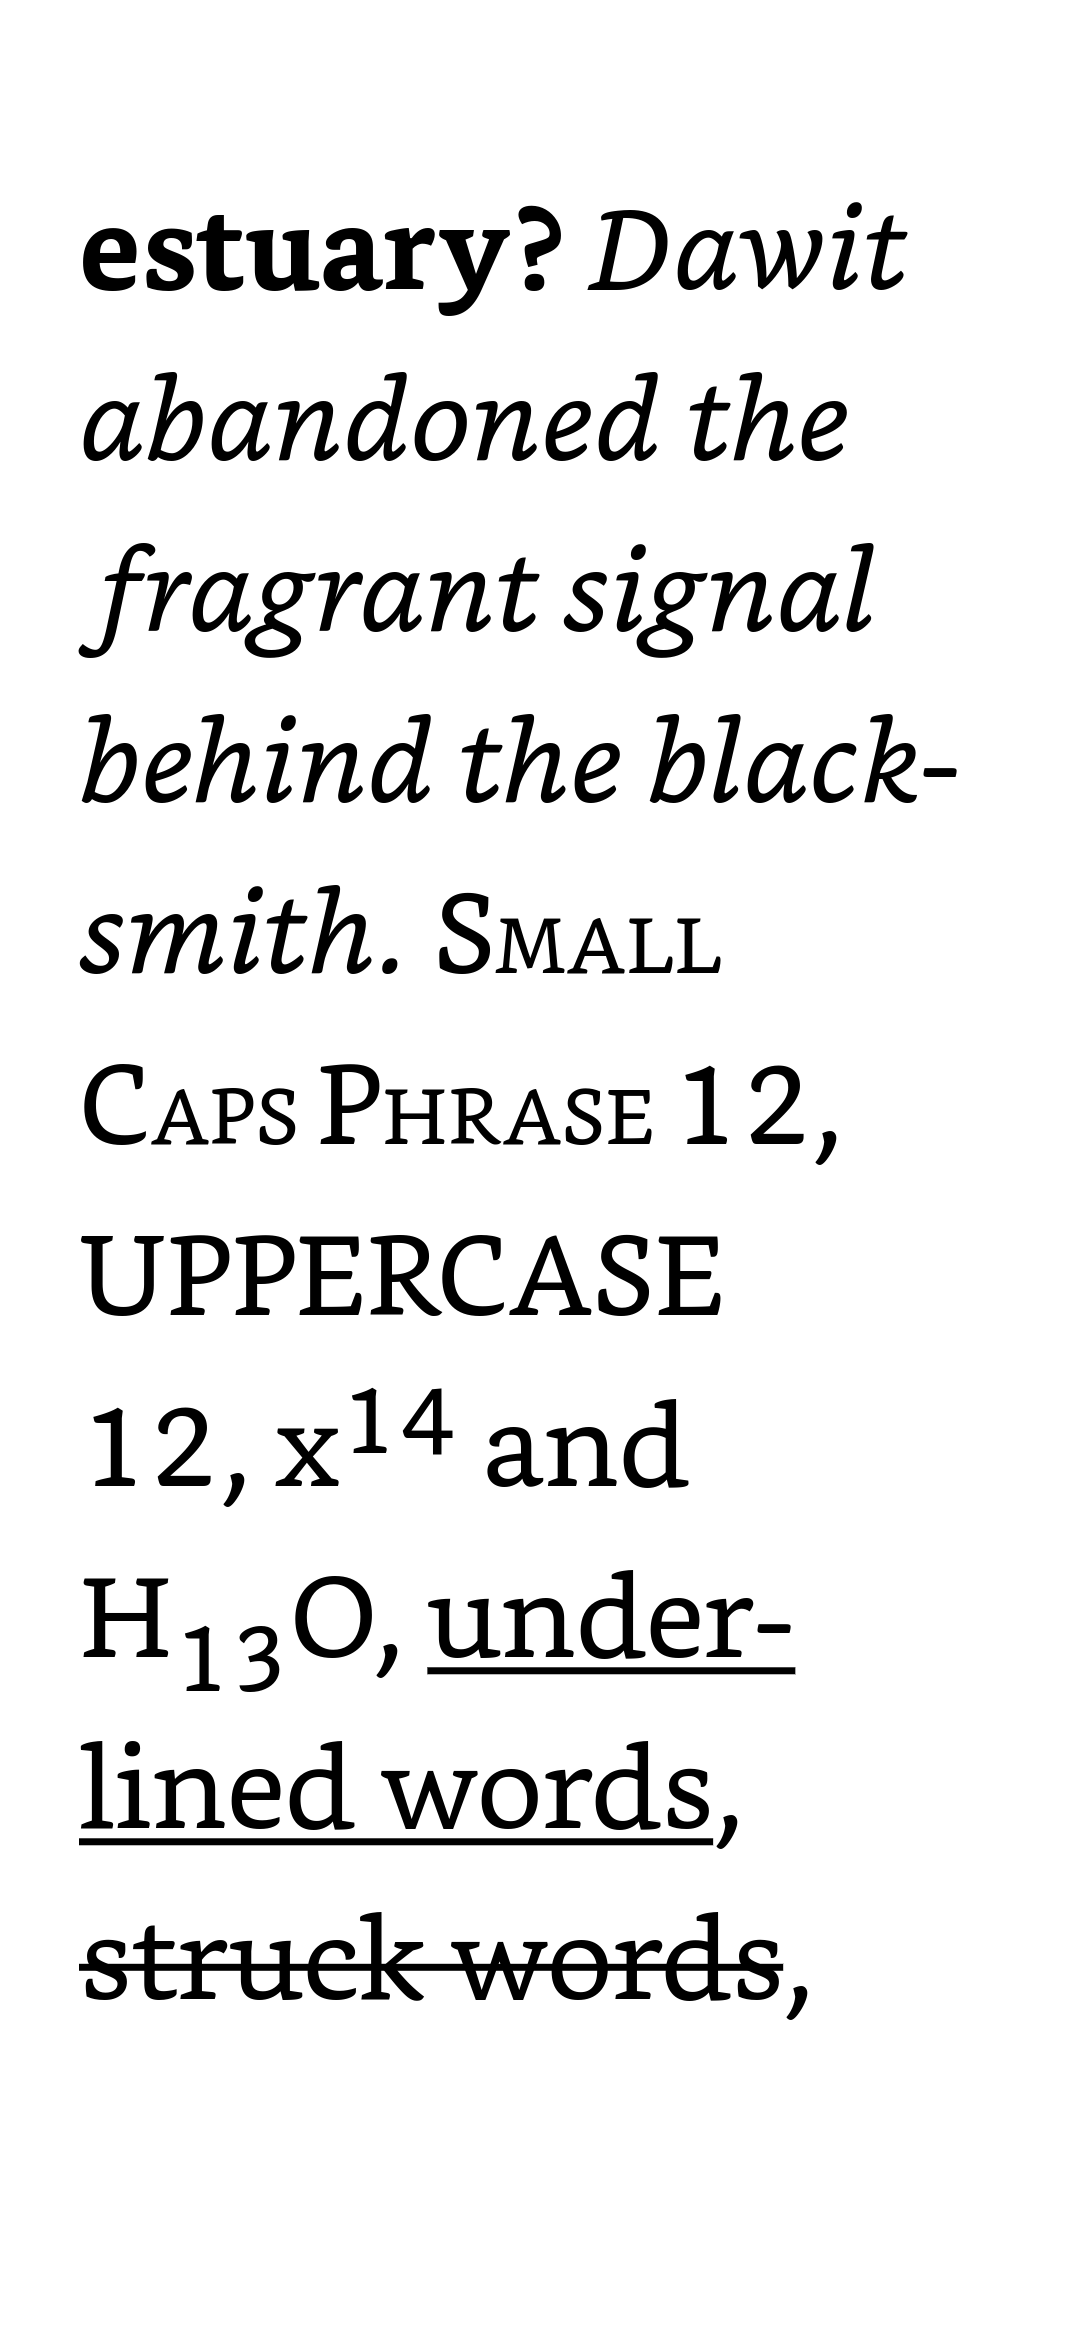 estuary? Dawit
abandoned the
fragrant signal
behind the black-
smith. Small
Caps Phrase 12,
UPPERCASE
12, x¹⁴ and
H₁₃O, under-
lined words,
struck words,